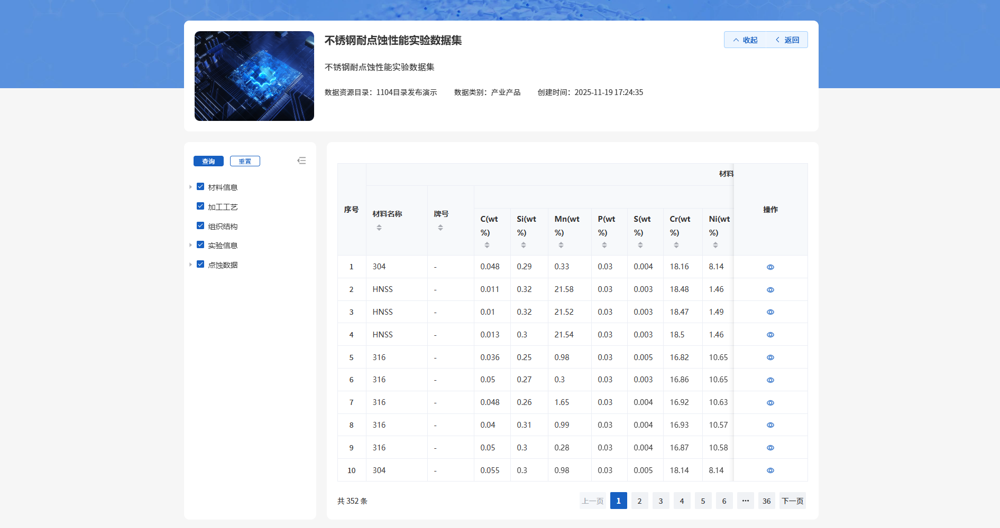 不锈钢耐点蚀性能实验数据集
收起 返回
不锈钢耐点蚀性能实验数据集
数据资源目录：1104目录发布演示 数据类别：产业产品 创建时间：2025-11-19 17:24:35
查询 重置
材料信息
加工工艺
组织结构
实验信息
点蚀数据
材料
序号 材料名称 牌号 操作
C(wt%) Si(wt%) Mn(wt%) P(wt%) S(wt%) Cr(wt%) Ni(wt%)
1 304 - 0.048 0.29 0.33 0.03 0.004 18.16 8.14
2 HNSS - 0.011 0.32 21.58 0.03 0.003 18.48 1.46
3 HNSS - 0.01 0.32 21.52 0.03 0.003 18.47 1.49
4 HNSS - 0.013 0.3 21.54 0.03 0.003 18.5 1.46
5 316 - 0.036 0.25 0.98 0.03 0.005 16.82 10.65
6 316 - 0.05 0.27 0.3 0.03 0.003 16.86 10.65
7 316 - 0.048 0.26 1.65 0.03 0.004 16.92 10.63
8 316 - 0.04 0.31 0.99 0.03 0.004 16.93 10.57
9 316 - 0.05 0.3 0.28 0.03 0.004 16.87 10.58
10 304 - 0.055 0.3 0.98 0.03 0.005 18.14 8.14
共 352 条 上一页 1 2 3 4 5 6 ··· 36 下一页